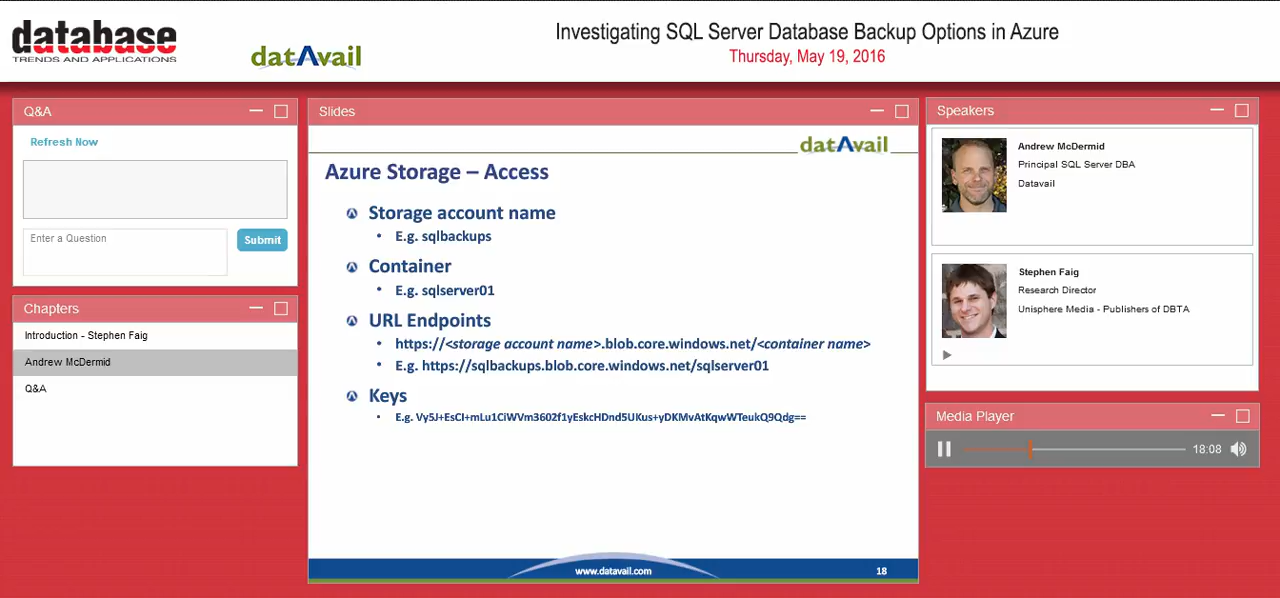 database
TRENDS AND APPLICATIONS
datAvail
Investigating SQL Server Database Backup Options in Azure
Thursday, May 19, 2016
Q&A
Refresh Now
Enter a Question
Submit
Chapters
Introduction - Stephen Faig
Andrew McDermid
Q&A
Slides
datAvail
Azure Storage – Access
Storage account name
• E.g. sqlbackups
Container
• E.g. sqlserver01
URL Endpoints
• https://<storage account name>.blob.core.windows.net/<container name>
• E.g. https://sqlbackups.blob.core.windows.net/sqlserver01
Keys
• E.g. Vy5J+EsCI+mLu1CiWVm3602f1yEskcHDnd5UKus+yDKMvAtKqwWTeukQ9Qdg==
www.datavail.com
18
Speakers
Andrew McDermid
Principal SQL Server DBA
Datavail
Stephen Faig
Research Director
Unisphere Media - Publishers of DBTA
Media Player
18:08